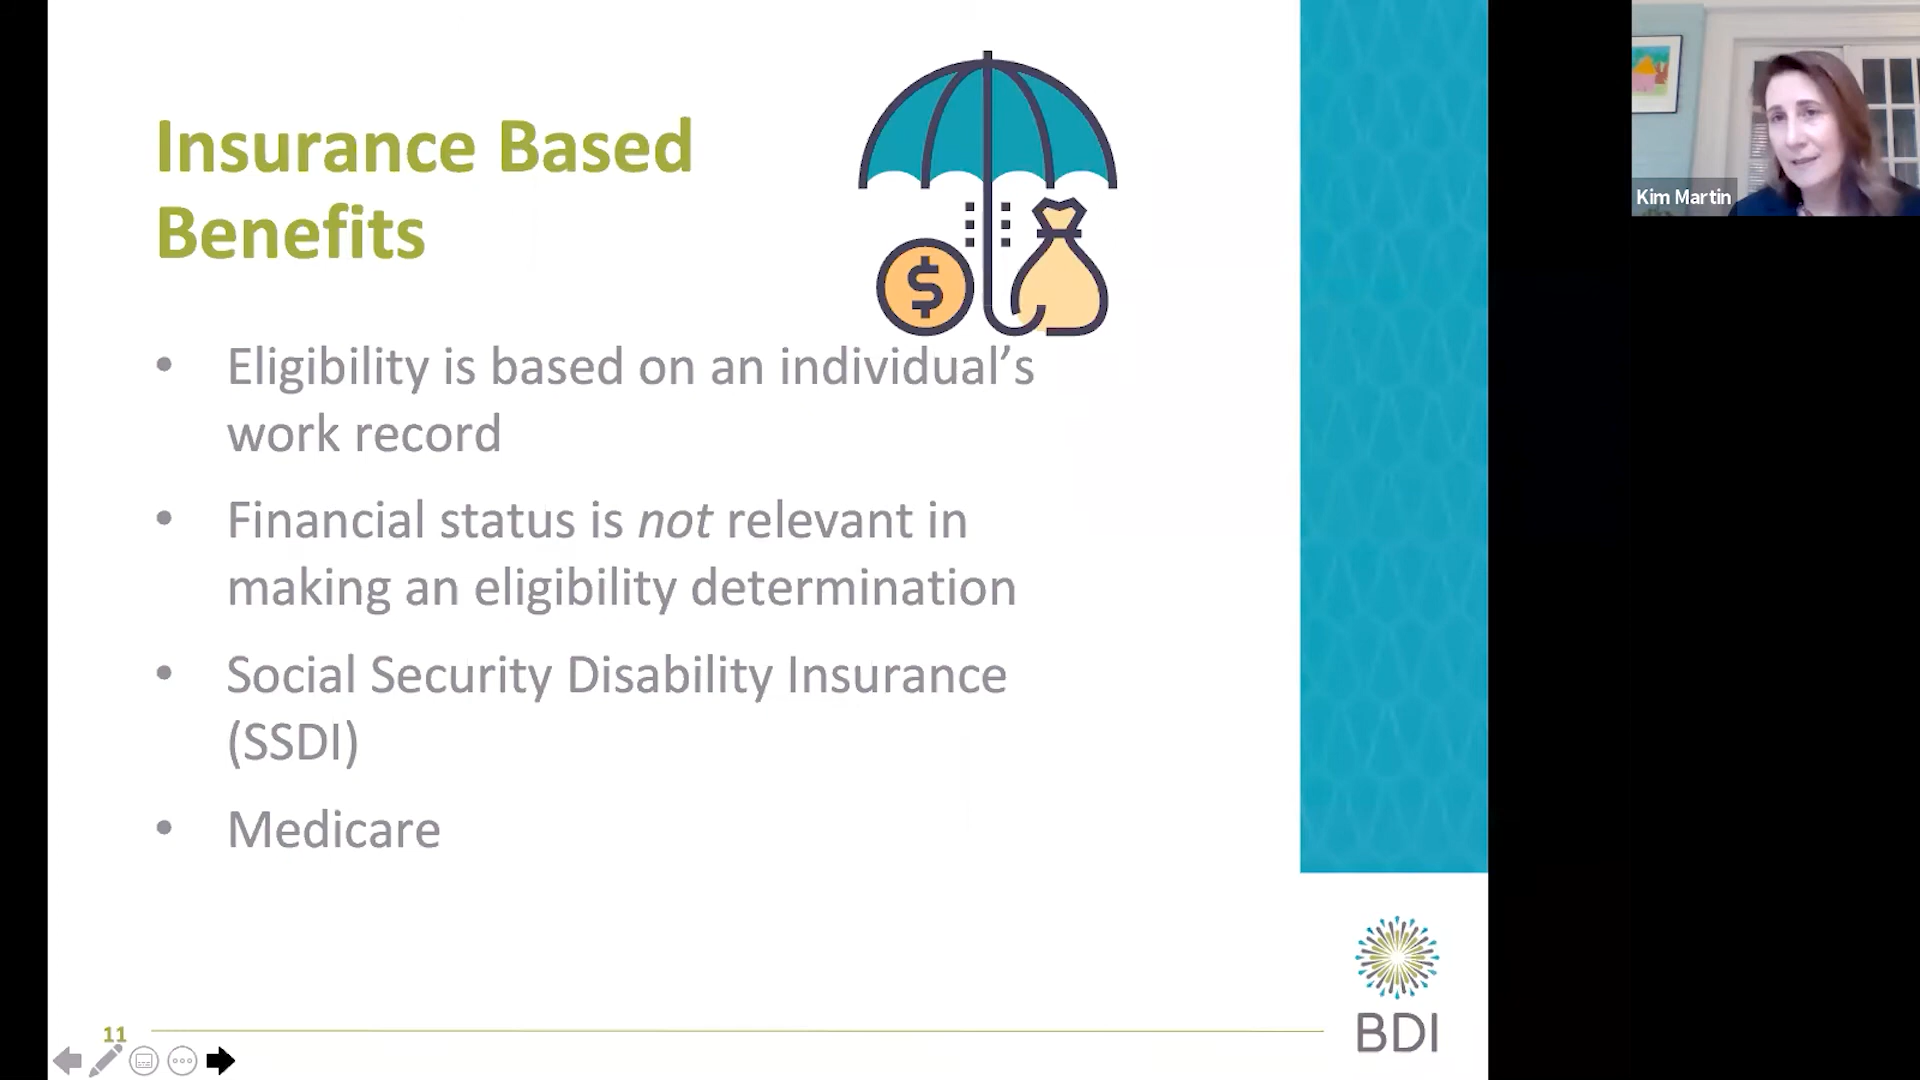 Insurance Based
Benefits
$
• Eligibility is based on an individual’s
work record
• Financial status is not relevant in
making an eligibility determination
• Social Security Disability Insurance
(SSDI)
• Medicare
11
BDI
Kim Martin